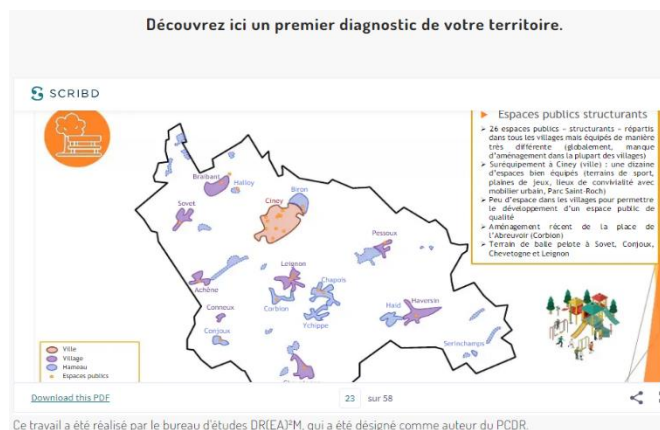 Découvrez ici un premier diagnostic de votre territoire.
SCRIBD
Espaces publics structurants
26 espaces publics - structurants - répartis
dans tous les villages mais équipés de manière
très différente (globalement, manque
d'aménagement dans la plupart des villages)
Suréquipement à Ciney (ville) : une dizaine
d'espaces bien équipés (terrains de sport,
plaines de jeux, lieux de convivialité avec
mobilier urbain, Parc Saint-Roch)
Peu d'espace dans les villages pour permettre
le développement d'un espace public de
qualité
Aménagement récent de la place de
l'Abreuvoir (Corbion)
Terrain de balle pelote à Sovet, Conjoux,
Chevetogne et Leignon
Braibant
Halloy
Biron
Ciney
Sovet
Pessoux
Leignon
Chapois
Achêne
Corbion
Conneux
Ychippe
Haid
Haversin
Conjoux
Serinchamps
Ville
Village
Hameau
Espaces publics
Download this PDF
23 sur 58
Ce travail a été réalisé par le bureau d'études DR(EA)²M, qui a été désigné comme auteur du PCDR.